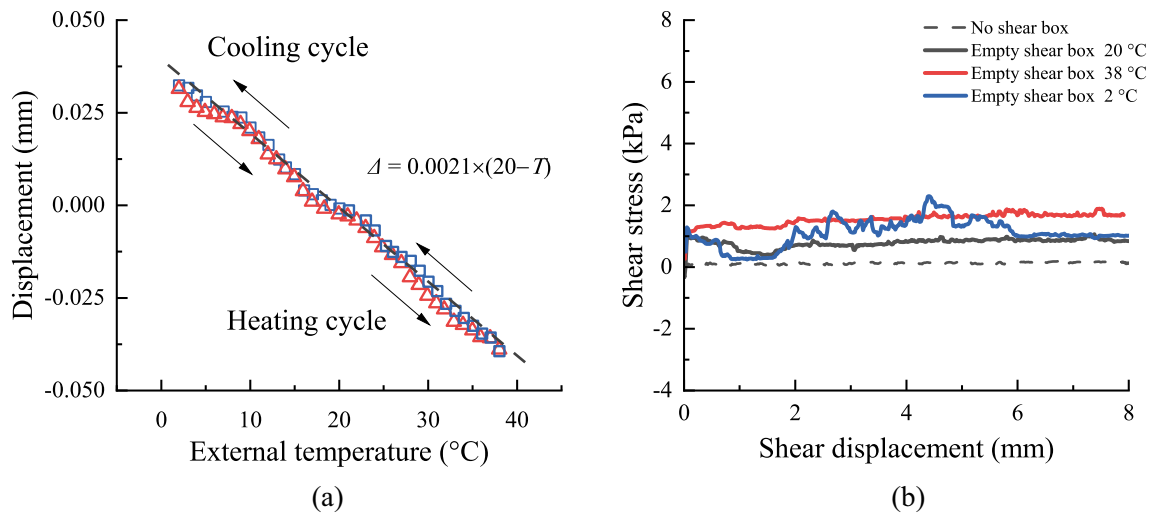 0.050
0.025
0.000
-0.025
-0.050
Displacement (mm)
Cooling cycle
Δ = 0.0021×(20−T)
Heating cycle
0 10 20 30 40
External temperature (°C)
(a)
8
6
4
2
0
-2
-4
Shear stress (kPa)
No shear box
Empty shear box 20 °C
Empty shear box 38 °C
Empty shear box 2 °C
0 2 4 6 8
Shear displacement (mm)
(b)